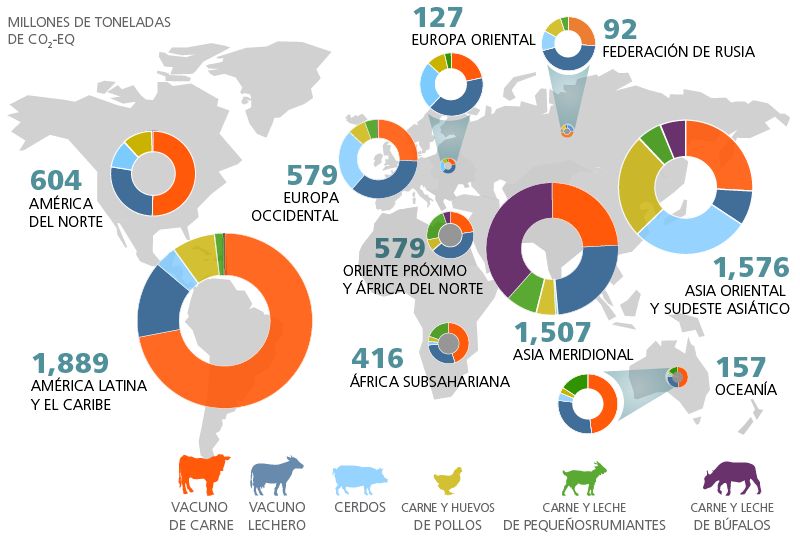 MILLONES DE TONELADAS
DE CO2-EQ
127
EUROPA ORIENTAL
92
FEDERACIÓN DE RUSIA
604
AMÉRICA
DEL NORTE
579
EUROPA
OCCIDENTAL
579
ORIENTE PRÓXIMO
Y ÁFRICA DEL NORTE
1,576
ASIA ORIENTAL
Y SUDESTE ASIÁTICO
1,889
AMÉRICA LATINA
Y EL CARIBE
416
ÁFRICA SUBSAHARIANA
1,507
ASIA MERIDIONAL
157
OCEANÍA
VACUNO
DE CARNE
VACUNO
LECHERO
CERDOS
CARNE Y HUEVOS
DE POLLOS
CARNE Y LECHE
DE PEQUEÑOSRUMIANTES
CARNE Y LECHE
DE BÚFALOS